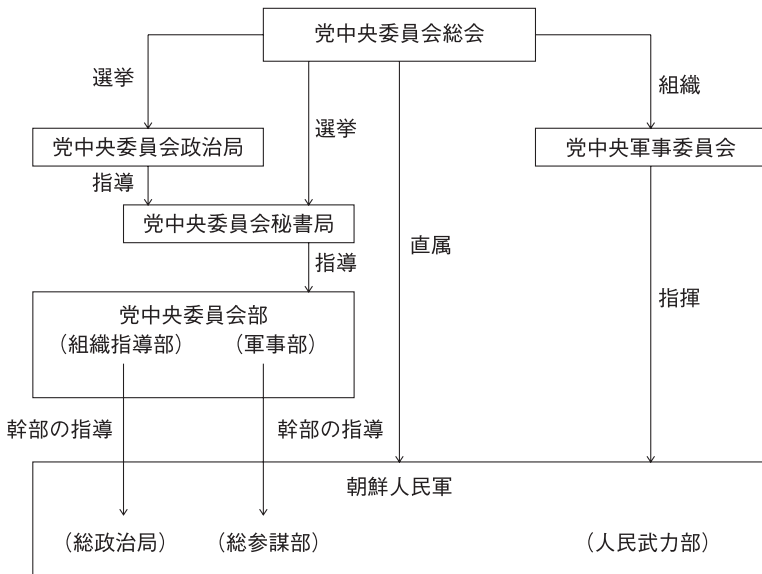 党中央委員会総会
選挙
組織
選挙
党中央委員会政治局
党中央軍事委員会
指導
党中央委員会秘書局
直属
指導
指揮
党中央委員会部
（組織指導部） （軍事部）
幹部の指導 幹部の指導
朝鮮人民軍
（総政治局） （総参謀部） （人民武力部）